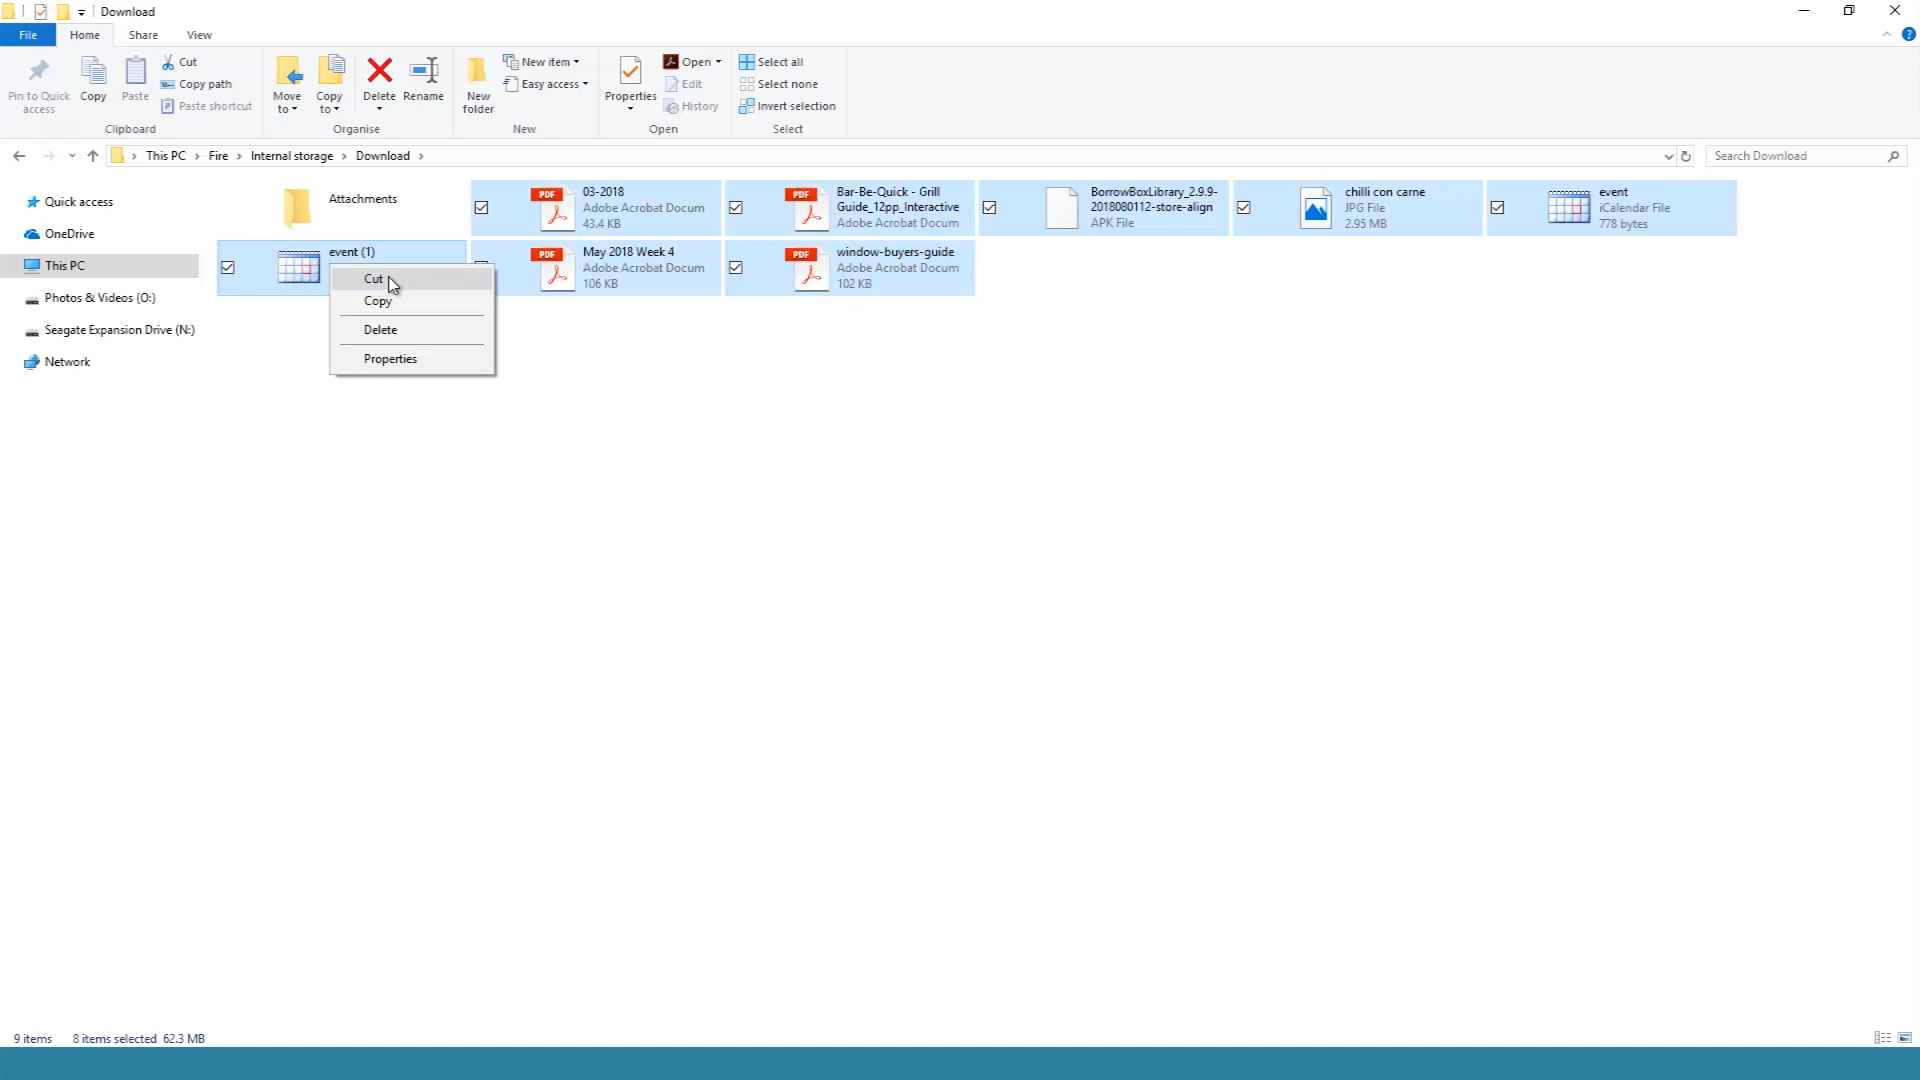 Download
File
Home
Share
View
Pin to Quick
access
Copy
Paste
Cut
Copy path
Paste shortcut
Clipboard
Move
to
Copy
to
Delete
Rename
Organise
New
folder
New item
Easy access
New
Properties
Open
Edit
History
Open
Select all
Select none
Invert selection
Select
This PC
Fire
Internal storage
Download
Search Download
Quick access
OneDrive
This PC
Photos & Videos (O:)
Seagate Expansion Drive (N:)
Network
Attachments
PDF
03-2018
Adobe Acrobat Docum
43.4 KB
PDF
Bar-Be-Quick - Grill
Guide_12pp_Interactive
Adobe Acrobat Docum
BorrowBoxLibrary_2.9.9-
2018080112-store-align
APK File
chilli con carne
JPG File
2.95 MB
event
iCalendar File
778 bytes
event (1)
PDF
May 2018 Week 4
Adobe Acrobat Docum
106 KB
PDF
window-buyers-guide
Adobe Acrobat Docum
102 KB
Cut
Copy
Delete
Properties
9 items
8 items selected 62.3 MB